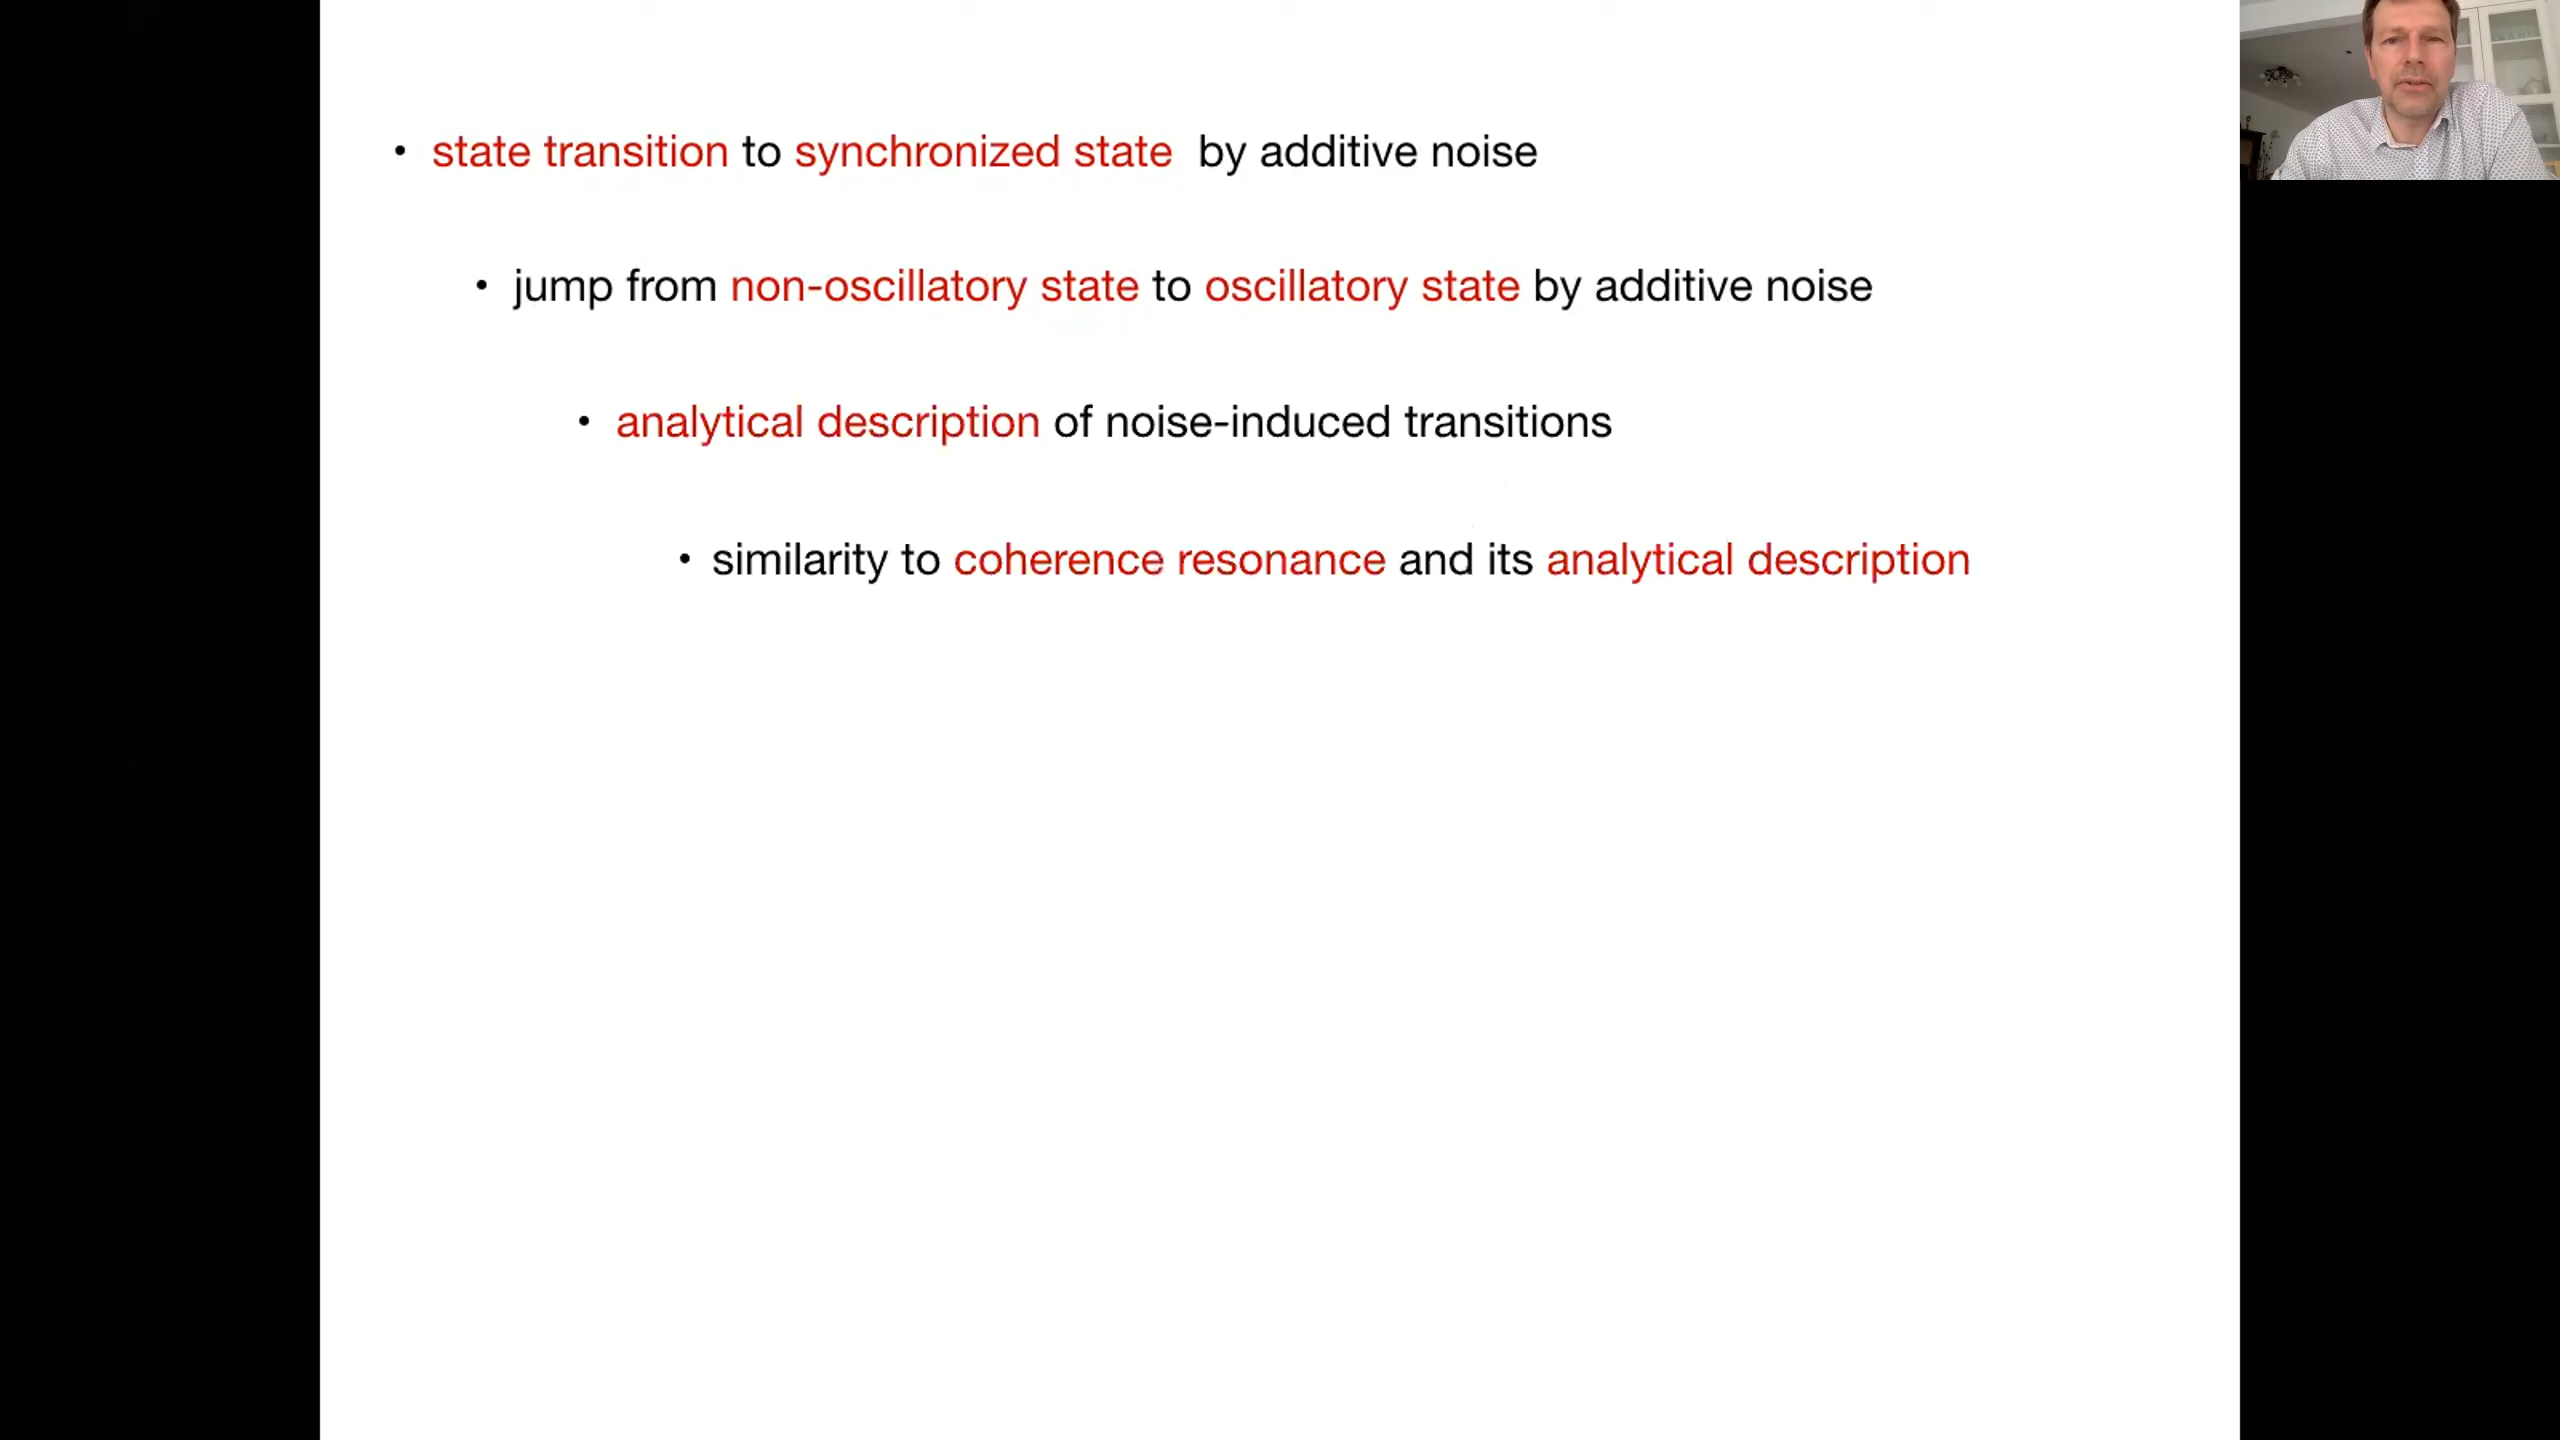 • state transition to synchronized state by additive noise
• jump from non-oscillatory state to oscillatory state by additive noise
• analytical description of noise-induced transitions
• similarity to coherence resonance and its analytical description